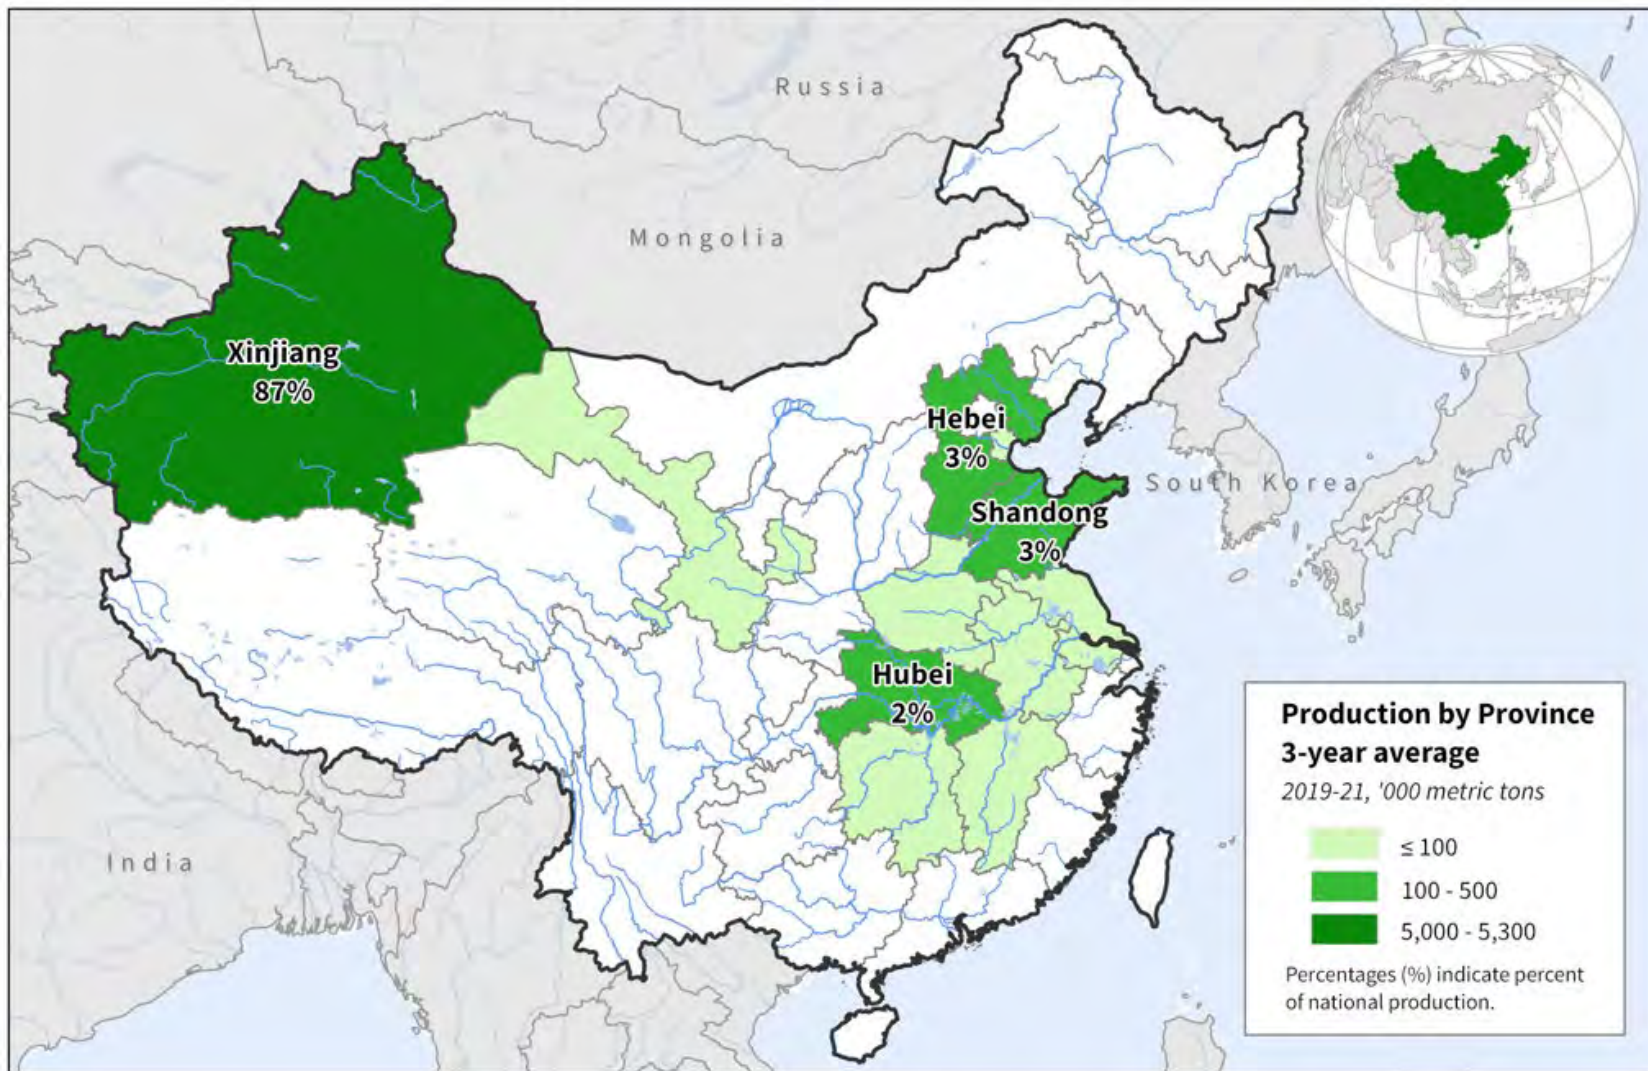 Russia
Mongolia
Xinjiang
87%
Hebei
3%
South Korea
Shandong
3%
Hubei
2%
India
Production by Province
3-year average
2019-21, '000 metric tons
≤ 100
100 - 500
5,000 - 5,300
Percentages (%) indicate percent
of national production.